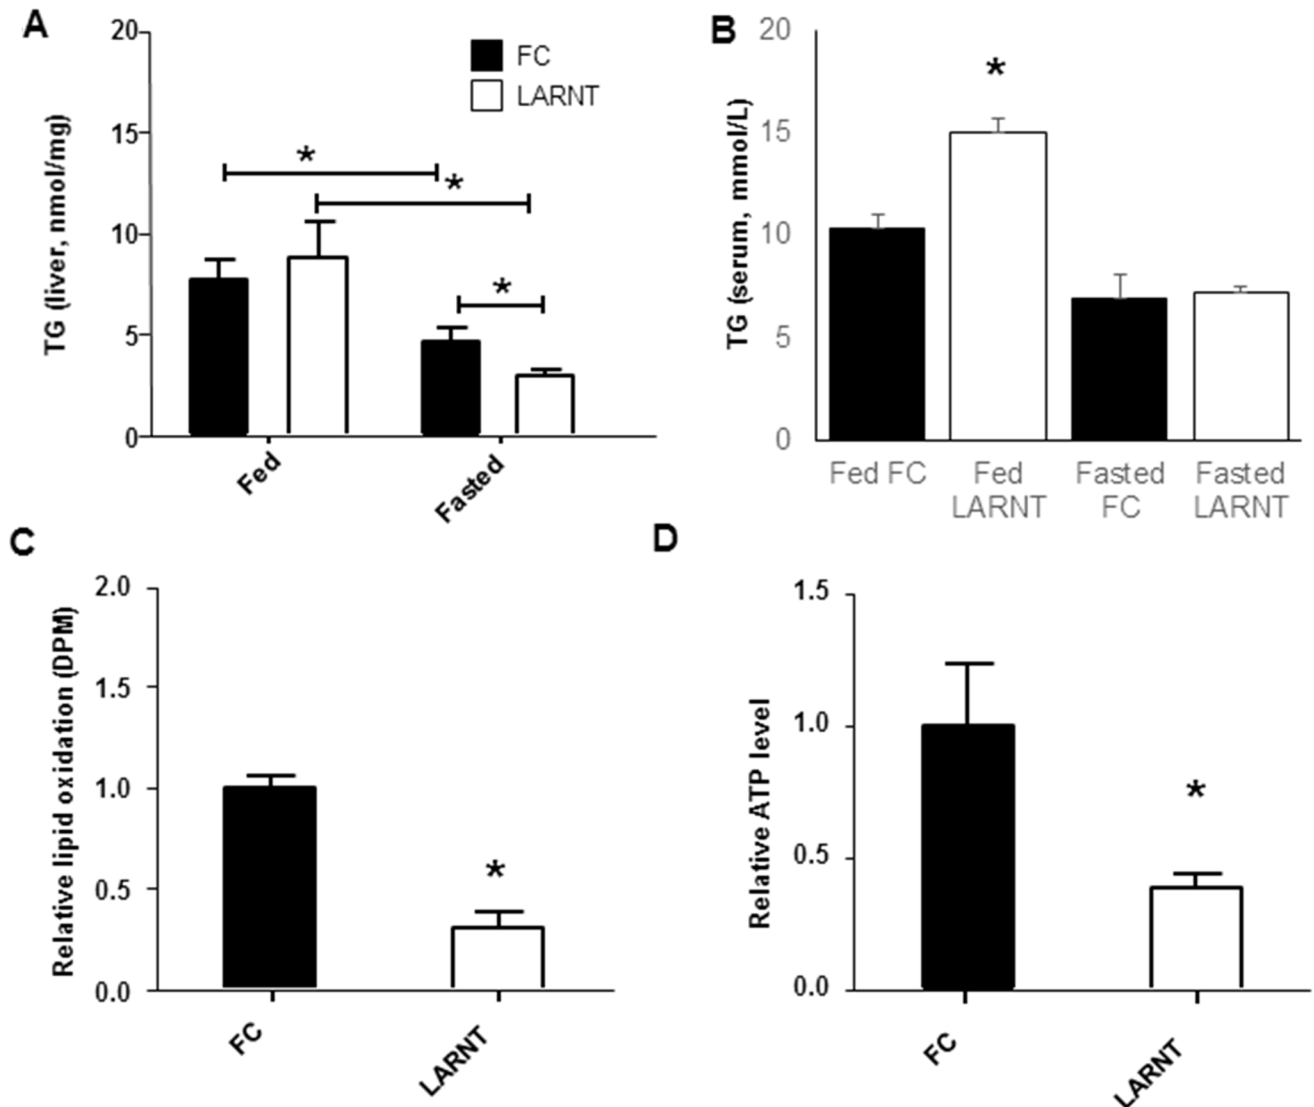 A
20
15
10
5
0
TG (liver, nmol/mg)
FC
LARNT
*
*
*
Fed
Fasted
B
20
15
10
5
0
TG (serum, mmol/L)
*
Fed FC
Fed
LARNT
Fasted
FC
Fasted
LARNT
C
2.0
1.5
1.0
0.5
0.0
Relative lipid oxidation (DPM)
*
FC
LARNT
D
1.5
1.0
0.5
0.0
Relative ATP level
*
FC
LARNT